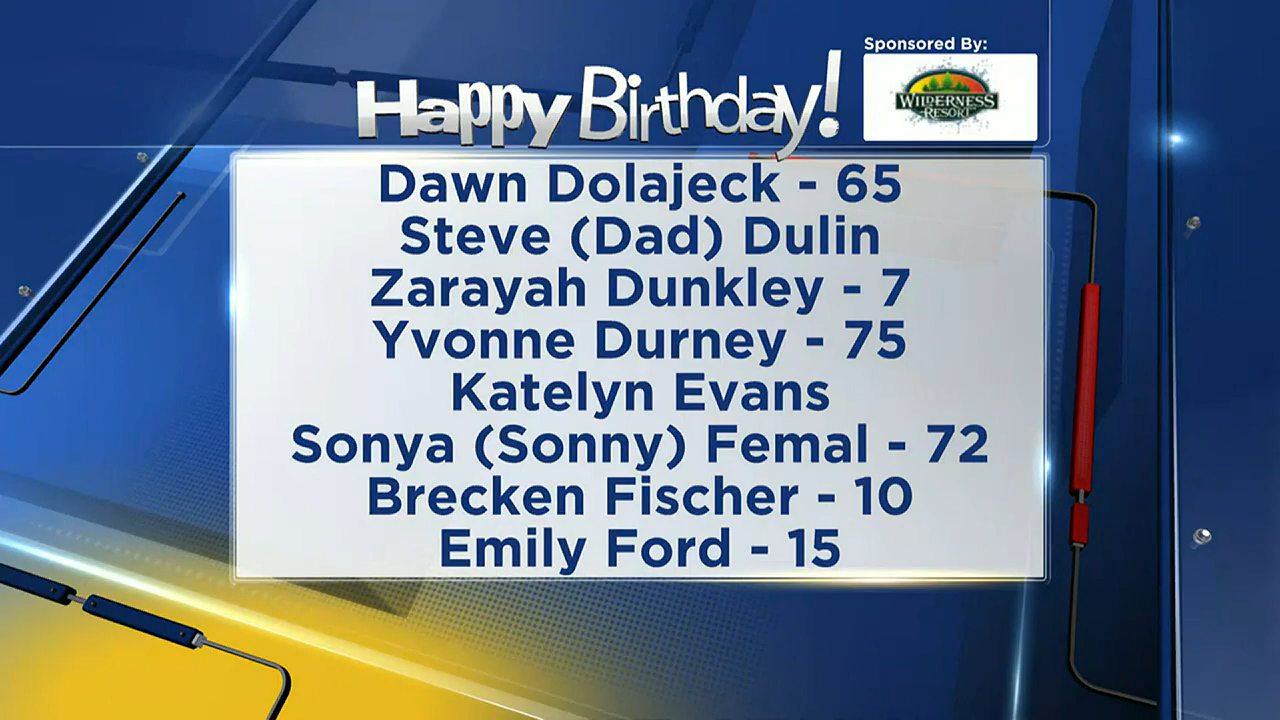 Sponsored By:
Happy Birthday!
WILDERNESS
RESORT
Dawn Dolajeck - 65
Steve (Dad) Dulin
Zarayah Dunkley - 7
Yvonne Durney - 75
Katelyn Evans
Sonya (Sonny) Femal - 72
Brecken Fischer - 10
Emily Ford - 15